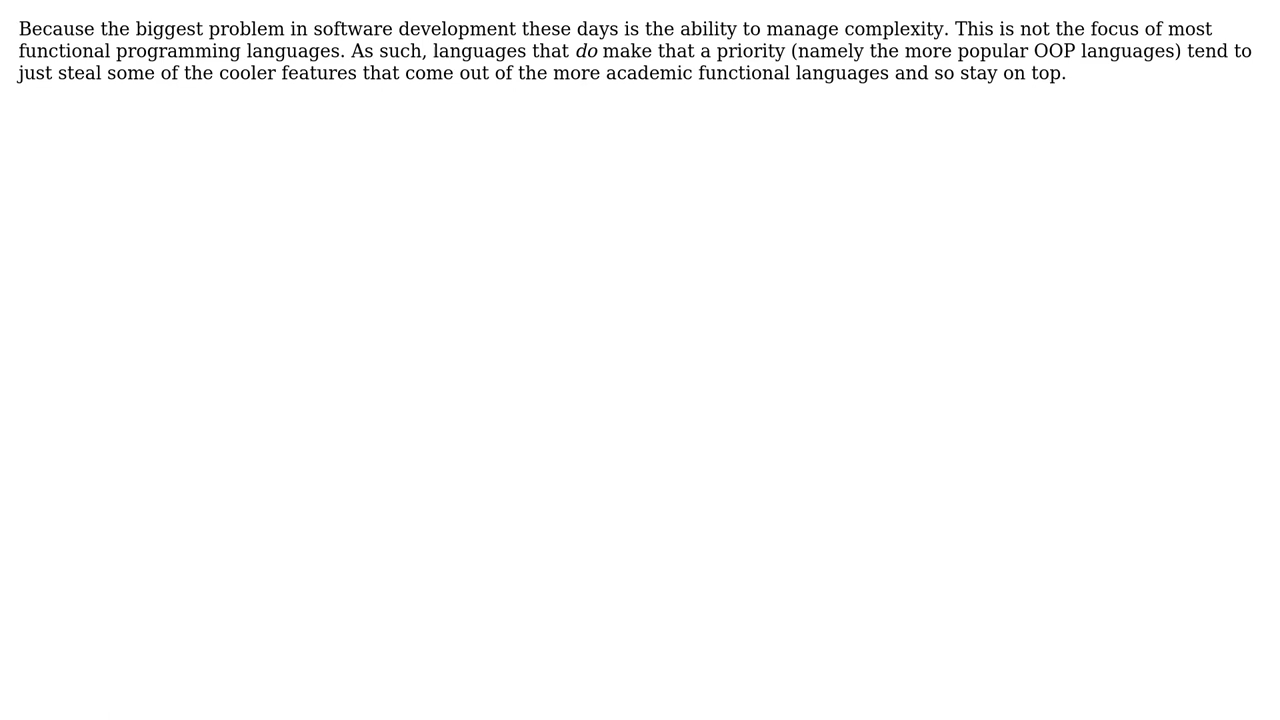 Because the biggest problem in software development these days is the ability to manage complexity. This is not the focus of most
functional programming languages. As such, languages that do make that a priority (namely the more popular OOP languages) tend to
just steal some of the cooler features that come out of the more academic functional languages and so stay on top.